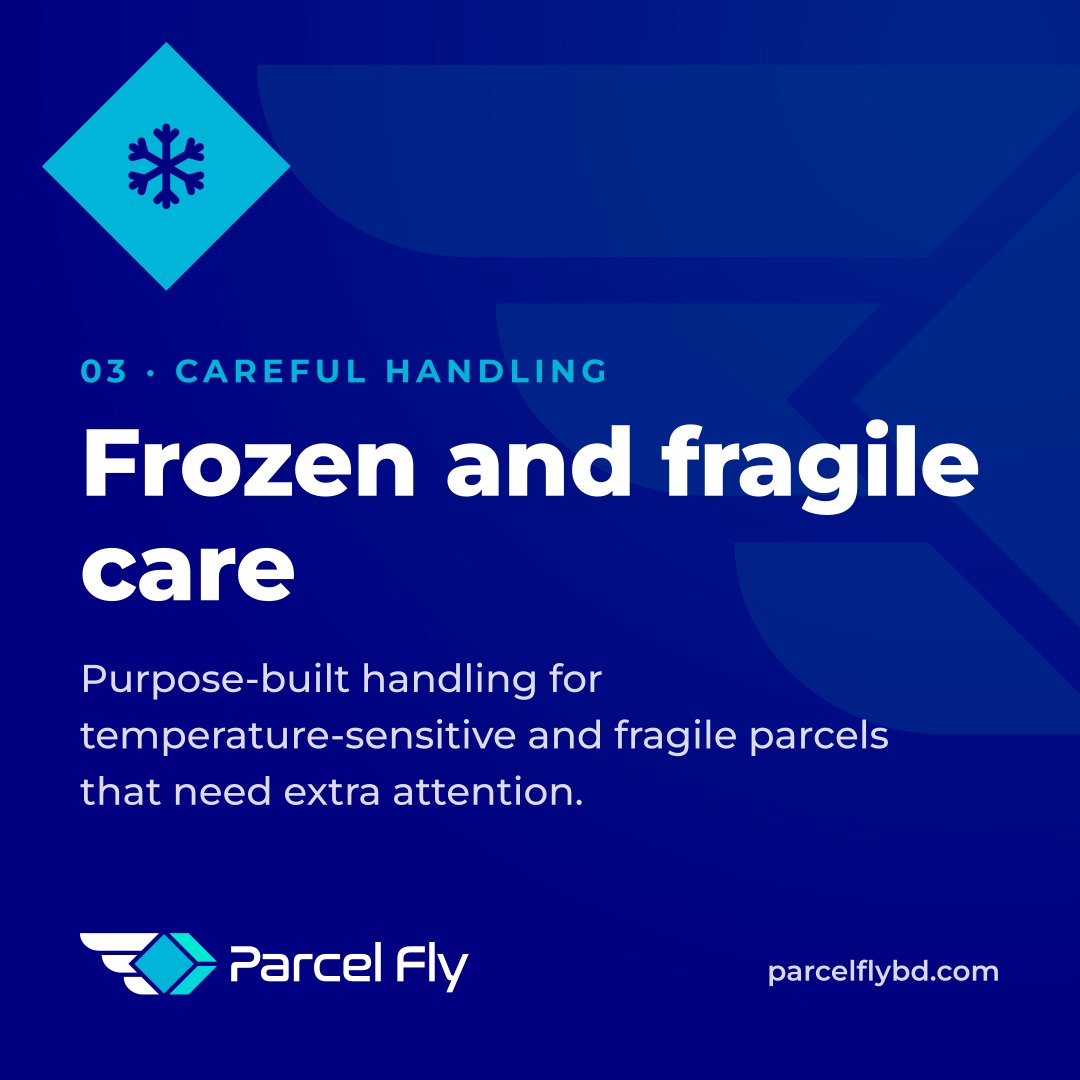 03 · CAREFUL HANDLING
Frozen and fragile
care
Purpose-built handling for
temperature-sensitive and fragile parcels
that need extra attention.
Parcel Fly
parcelflybd.com